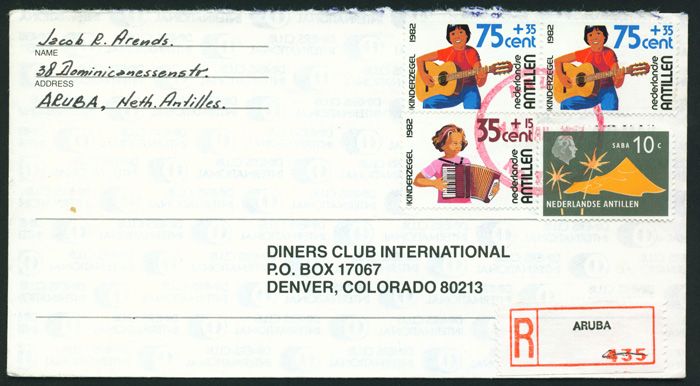 Jacob P. Arends.
NAME
38 Dominicanessenstr.
ADDRESS
ARUBA, Neth. Antilles.
KINDERZEGEL 1982
75 +35
cent
nederlandse
ANTILLEN
KINDERZEGEL 1982
75 +35
cent
nederlandse
ANTILLEN
KINDERZEGEL 1982
35 +15
cent
nederlandse
ANTILLEN
SABA 10 c
NEDERLANDSE ANTILLEN
DINERS CLUB INTERNATIONAL
P.O. BOX 17067
DENVER, COLORADO 80213
R
ARUBA
435